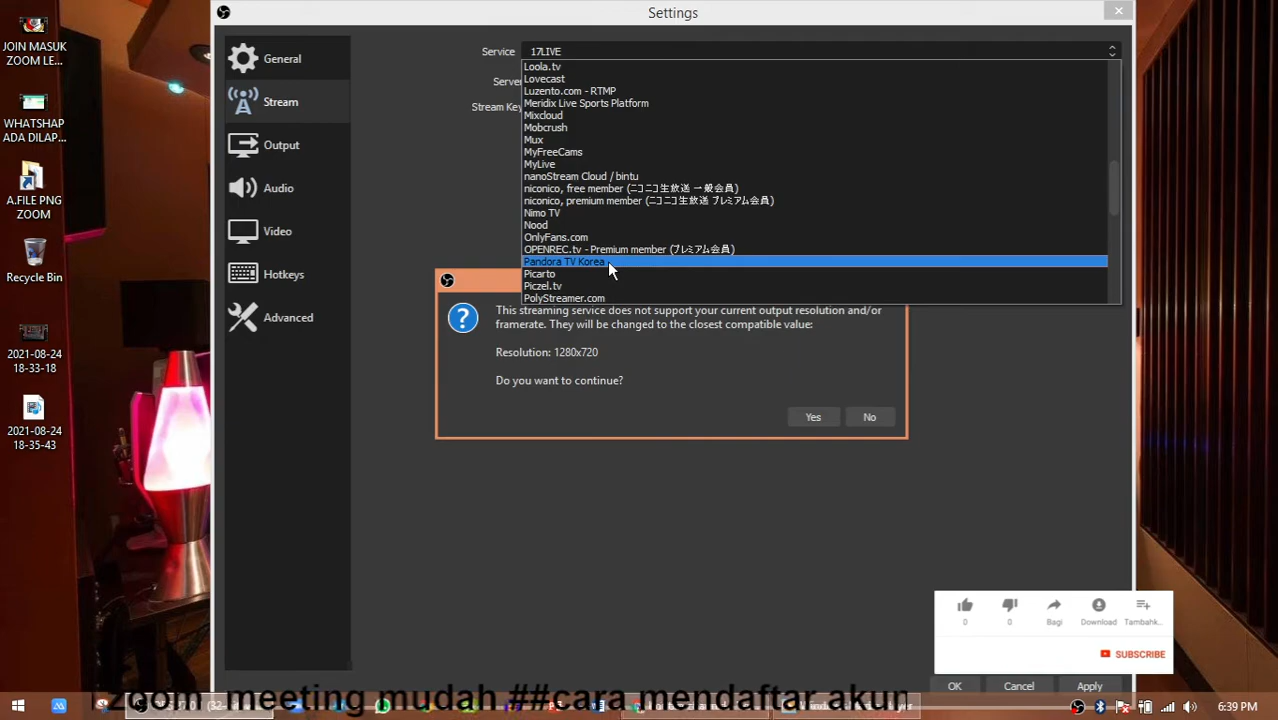 JOIN MASUK
ZOOM LE...
WHATSHAP
ADA DILAP...
A.FILE PNG
ZOOM
Recycle Bin
2021-08-24
18-33-18
2021-08-24
18-35-43
Settings
General
Stream
Output
Audio
Video
Hotkeys
Advanced
Service 17LIVE
Server
Stream Key
Loola.tv
Lovecast
Luzento.com - RTMP
Meridix Live Sports Platform
Mixcloud
Mobcrush
Mux
MyFreeCams
MyLive
nanoStream Cloud / bintu
niconico, free member (ニコニコ生放送 一般会員)
niconico, premium member (ニコニコ生放送 プレミアム会員)
Nimo TV
Nood
OnlyFans.com
OPENREC.tv - Premium member (プレミアム会員)
Pandora TV Korea
Picarto
Piczel.tv
PolyStreamer.com
This streaming service does not support your current output resolution and/or
framerate. They will be changed to the closest compatible value:
Resolution: 1280x720
Do you want to continue?
Yes No
0 0 Bagi Download Tambahk...
SUBSCRIBE
OK Cancel Apply
zoom meeting mudah ##cara mendaftar akun
6:39 PM